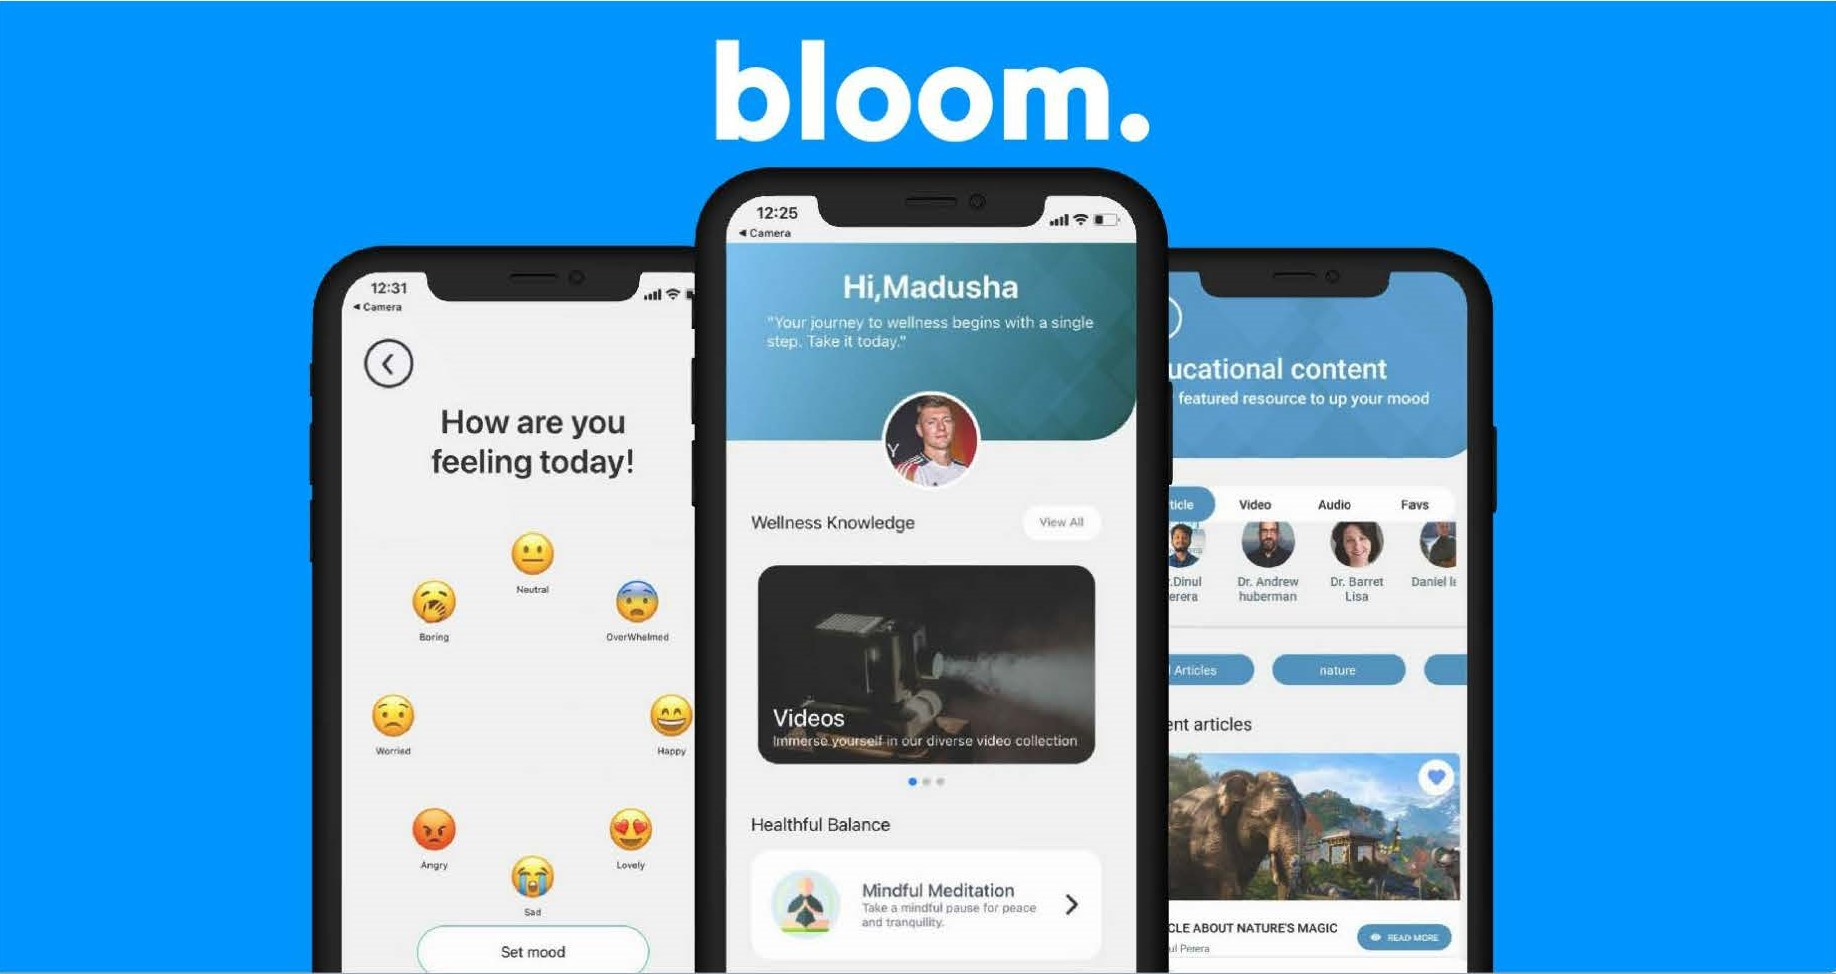 bloom.
12:31
◀ Camera
How are you
feeling today!
Neutral
Boring
OverWhelmed
Worried
Happy
Angry
Lovely
Sad
Set mood
12:25
◀ Camera
Hi,Madusha
"Your journey to wellness begins with a single
step. Take it today."
Wellness Knowledge
View All
Videos
Immerse yourself in our diverse video collection
Healthful Balance
Mindful Meditation
Take a mindful pause for peace
and tranquility.
ucational content
featured resource to up your mood
ticle Video Audio Favs
.Dinul Dr. Andrew Dr. Barret Daniel
erera huberman Lisa
Articles nature
ent articles
CLE ABOUT NATURE'S MAGIC
READ MORE
ul Perera